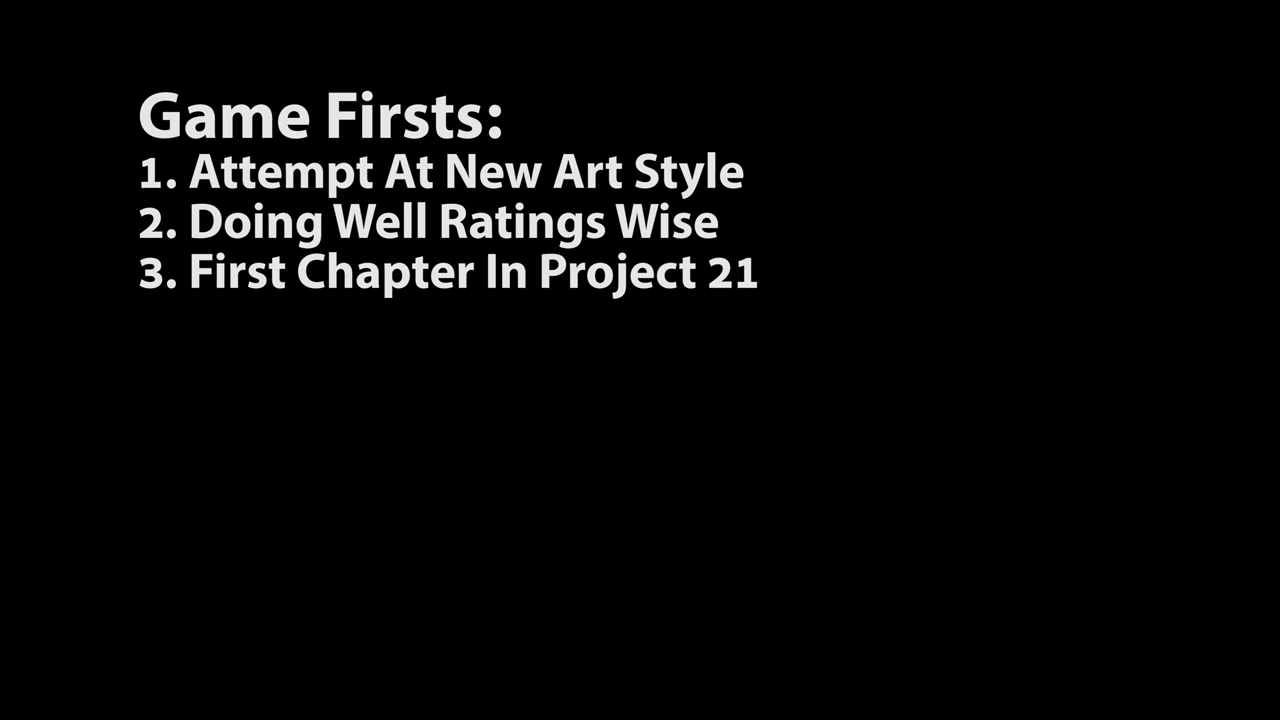 Game Firsts:
1. Attempt At New Art Style
2. Doing Well Ratings Wise
3. First Chapter In Project 21